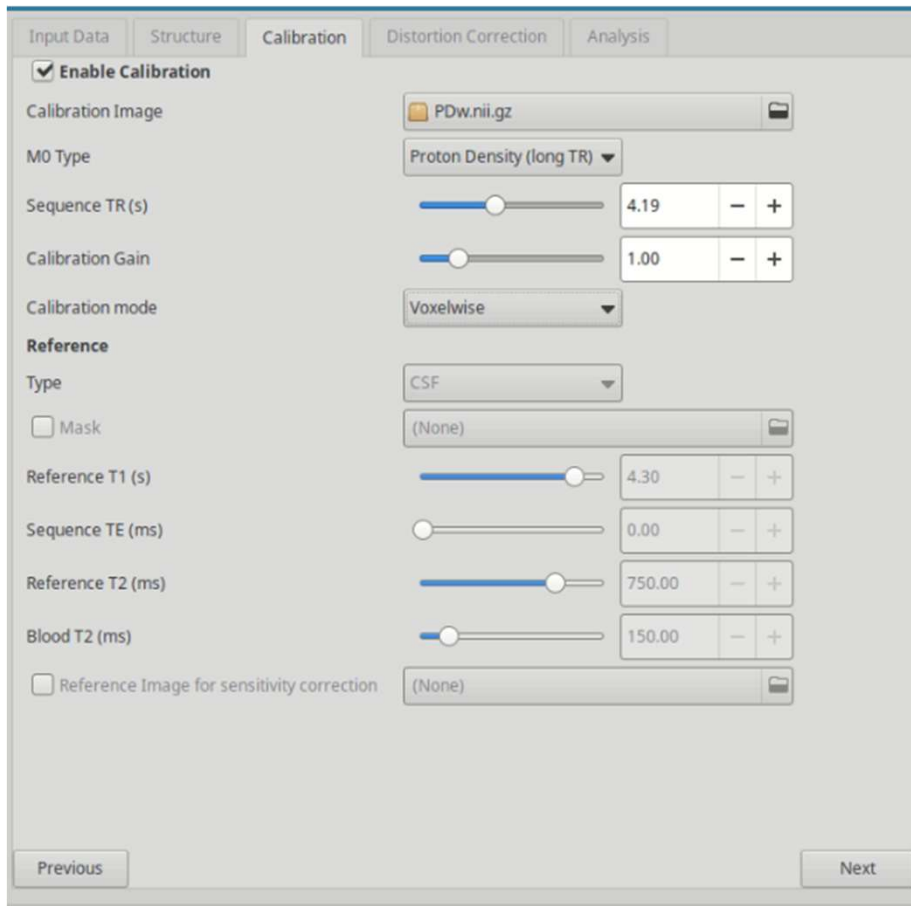 Input Data Structure Calibration Distortion Correction Analysis
Enable Calibration
Calibration Image PDw.nii.gz
M0 Type Proton Density (long TR)
Sequence TR (s) 4.19 − +
Calibration Gain 1.00 − +
Calibration mode Voxelwise
Reference
Type CSF
Mask (None)
Reference T1 (s) 4.30 − +
Sequence TE (ms) 0.00 − +
Reference T2 (ms) 750.00 − +
Blood T2 (ms) 150.00 − +
Reference Image for sensitivity correction (None)
Previous Next